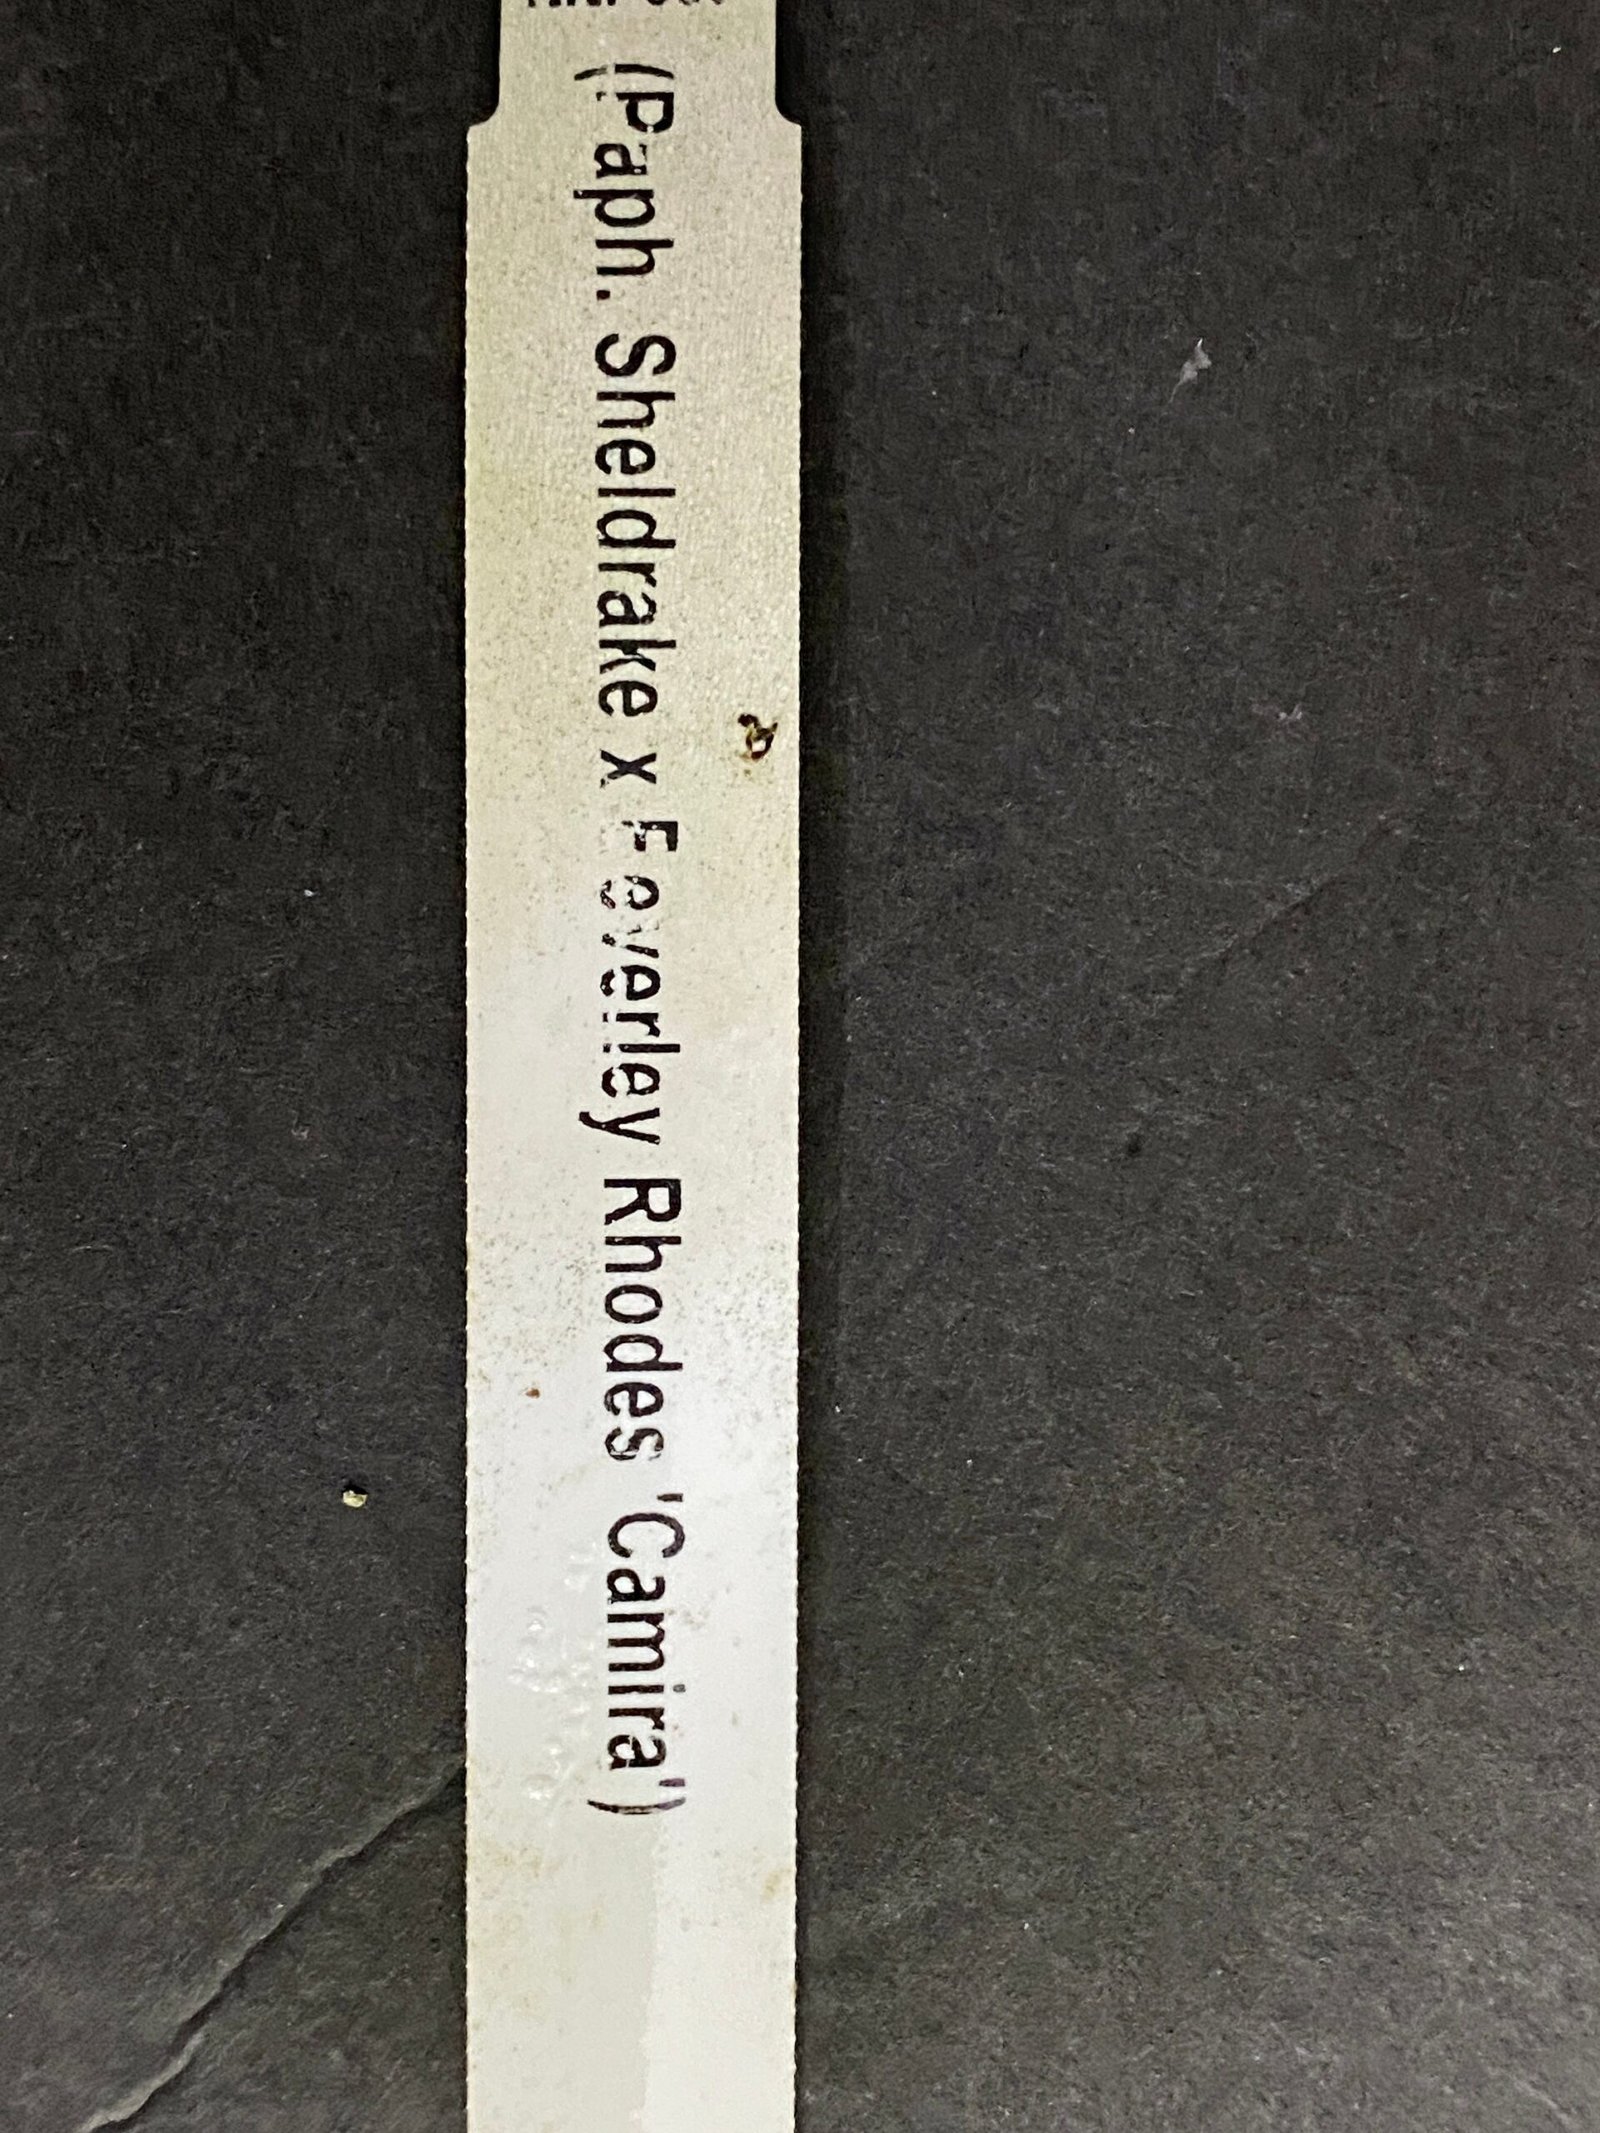 (Paph. Sheldrake x Beverley Rhodes 'Camira')